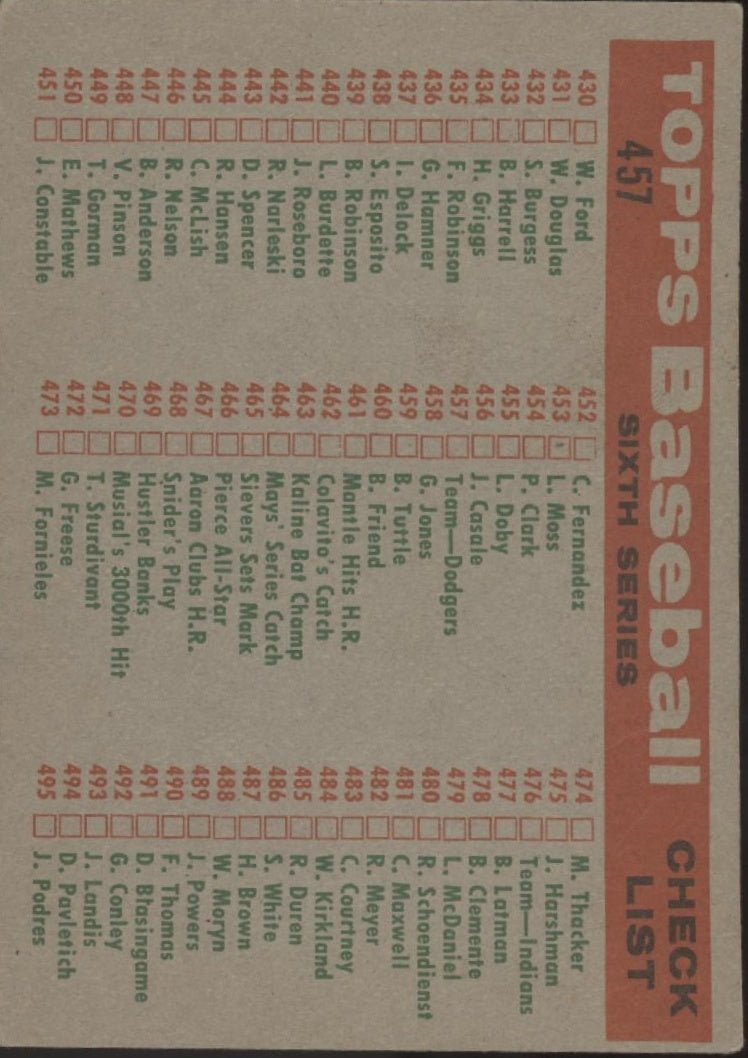 TOPPS Baseball CHECK LIST
457 SIXTH SERIES
430 W. Ford
431 W. Douglas
432 S. Burgess
433 B. Harrell
434 H. Griggs
435 F. Robinson
436 G. Hamner
437 I. Delock
438 S. Esposito
439 B. Robinson
440 L. Burdette
441 J. Roseboro
442 R. Narleski
443 D. Spencer
444 R. Hansen
445 C. McLish
446 R. Nelson
447 B. Anderson
448 V. Pinson
449 T. Gorman
450 E. Mathews
451 J. Constable
452 C. Fernandez
453 L. Moss
454 P. Clark
455 L. Doby
456 J. Casale
457 Team—Dodgers
458 G. Jones
459 B. Tuttle
460 B. Friend
461 Mantle Hits H.R.
462 Colavito's Catch
463 Kaline Bat Champ
464 Mays' Series Catch
465 Sievers Sets Mark
466 Pierce All-Star
467 Aaron Clubs H.R.
468 Snider's Play
469 Hustler Banks
470 Musial's 3000th Hit
471 T. Sturdivant
472 G. Freese
473 M. Fornieles
474 M. Thacker
475 J. Harshman
476 Team—Indians
477 B. Latman
478 B. Clemente
479 L. McDaniel
480 R. Schoendienst
481 C. Maxwell
482 R. Meyer
483 C. Courtney
484 W. Kirkland
485 R. Duren
486 S. White
487 H. Brown
488 W. Moryn
489 J. Powers
490 F. Thomas
491 D. Blasingame
492 G. Conley
493 J. Landis
494 D. Pavletich
495 J. Podres